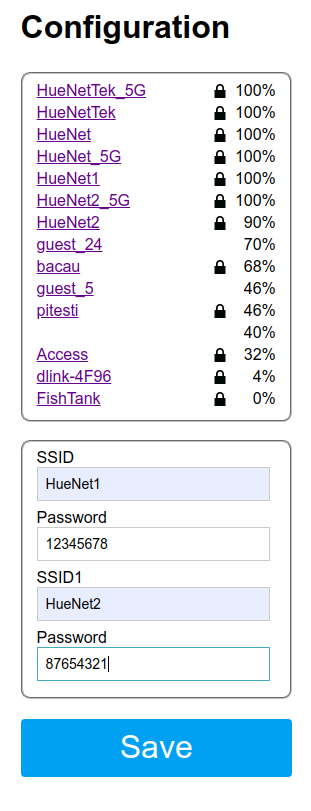 Configuration
HueNetTek_5G 100%
HueNetTek 100%
HueNet 100%
HueNet_5G 100%
HueNet1 100%
HueNet2_5G 100%
HueNet2 90%
guest_24 70%
bacau 68%
guest_5 46%
pitesti 46%
40%
Access 32%
dlink-4F96 4%
FishTank 0%
SSID
HueNet1
Password
12345678
SSID1
HueNet2
Password
87654321
Save